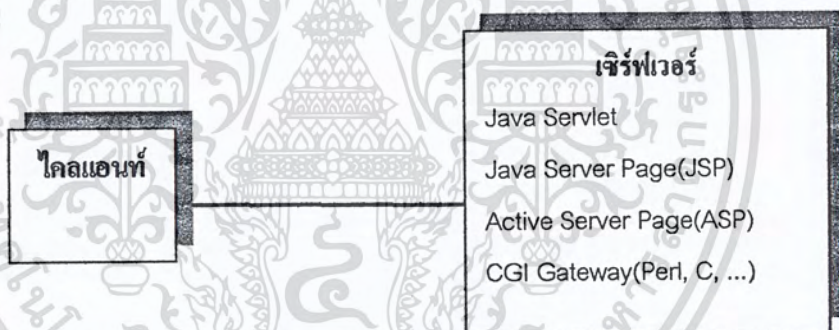 เซิร์ฟเวอร์
ไคลแอนท์
Java Servlet
Java Server Page(JSP)
Active Server Page(ASP)
CGI Gateway(Perl, C, ...)